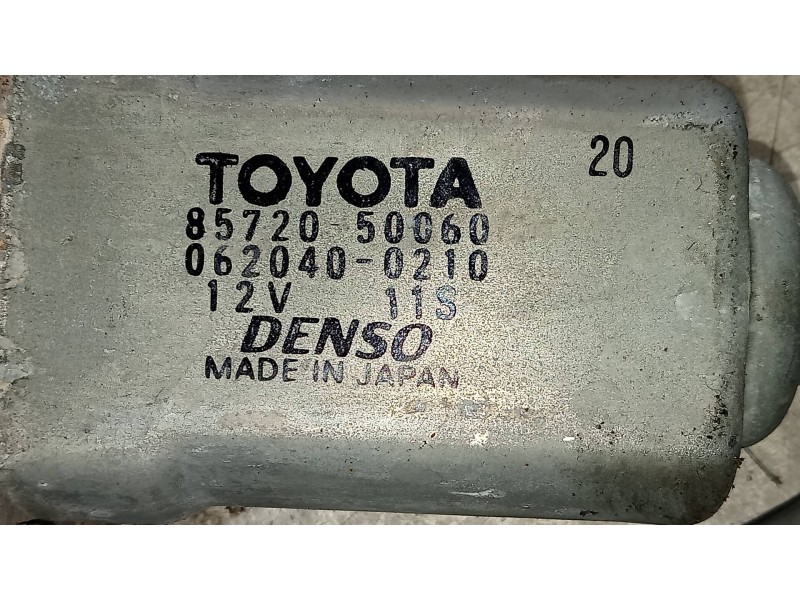 20
TOYOTA
85720-50060
062040-0210
12V 11S
DENSO
MADE IN JAPAN